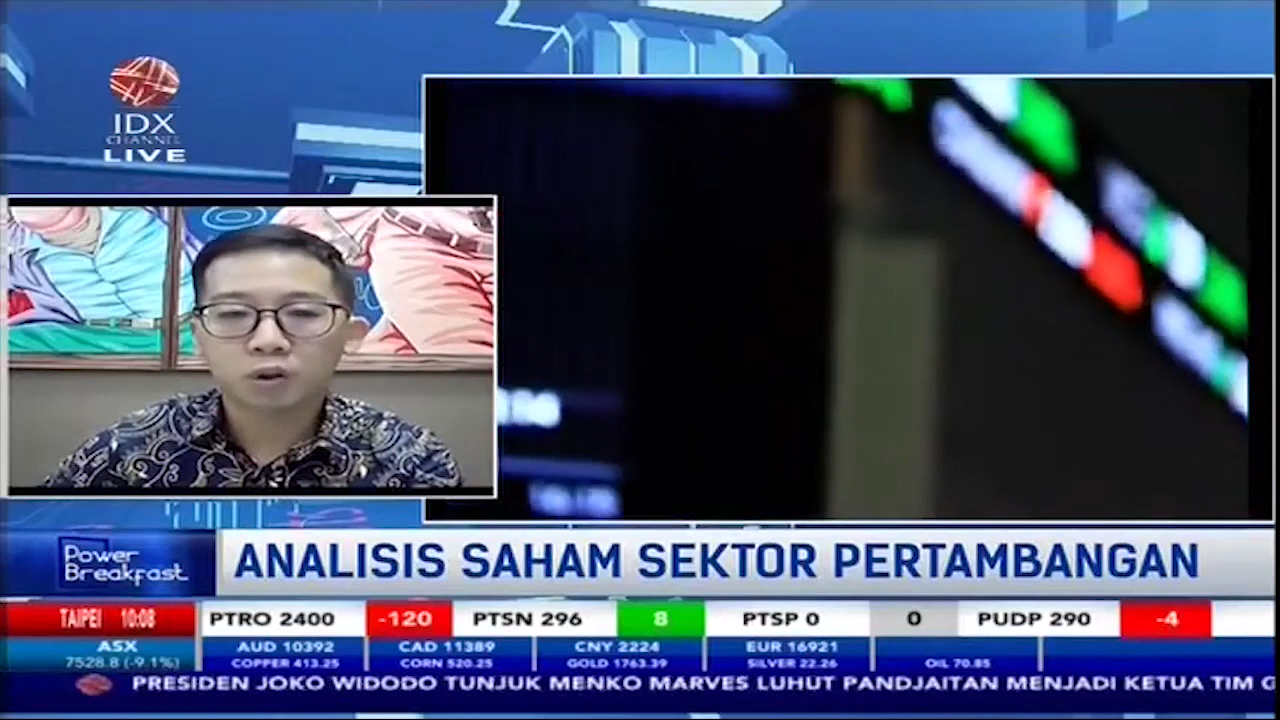 IDX
CHANNEL
LIVE
Power
Breakfast
ANALISIS SAHAM SEKTOR PERTAMBANGAN
TAIPEI 10:08 PTRO 2400 -120 PTSN 296 8 PTSP 0 0 PUDP 290 -4
ASX AUD 10392 CAD 11389 CNY 2224 EUR 16921
7528.8 (-9.1%) COPPER 413.25 CORN 520.25 GOLD 1763.39 SILVER 22.26 OIL 70.85
PRESIDEN JOKO WIDODO TUNJUK MENKO MARVES LUHUT PANDJAITAN MENJADI KETUA TIM